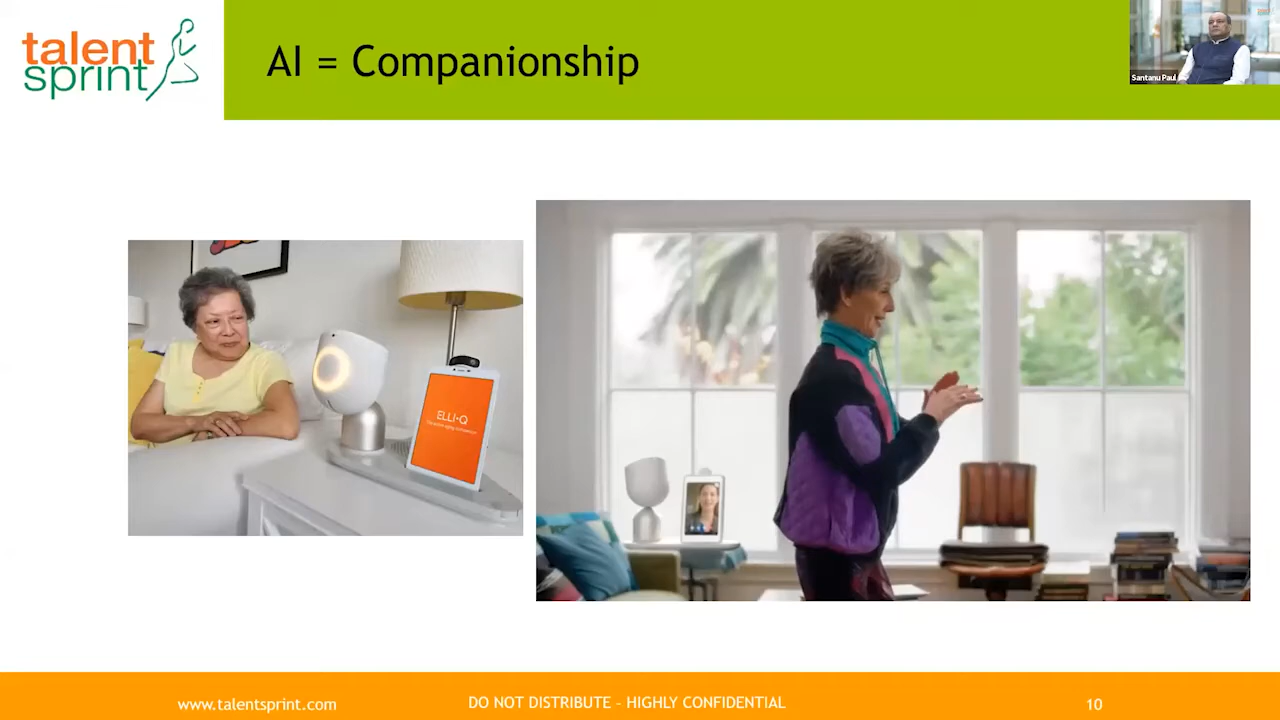 talent
sprint
AI = Companionship
Santanu Paul
ELLI•Q
www.talentsprint.com
DO NOT DISTRIBUTE - HIGHLY CONFIDENTIAL
10